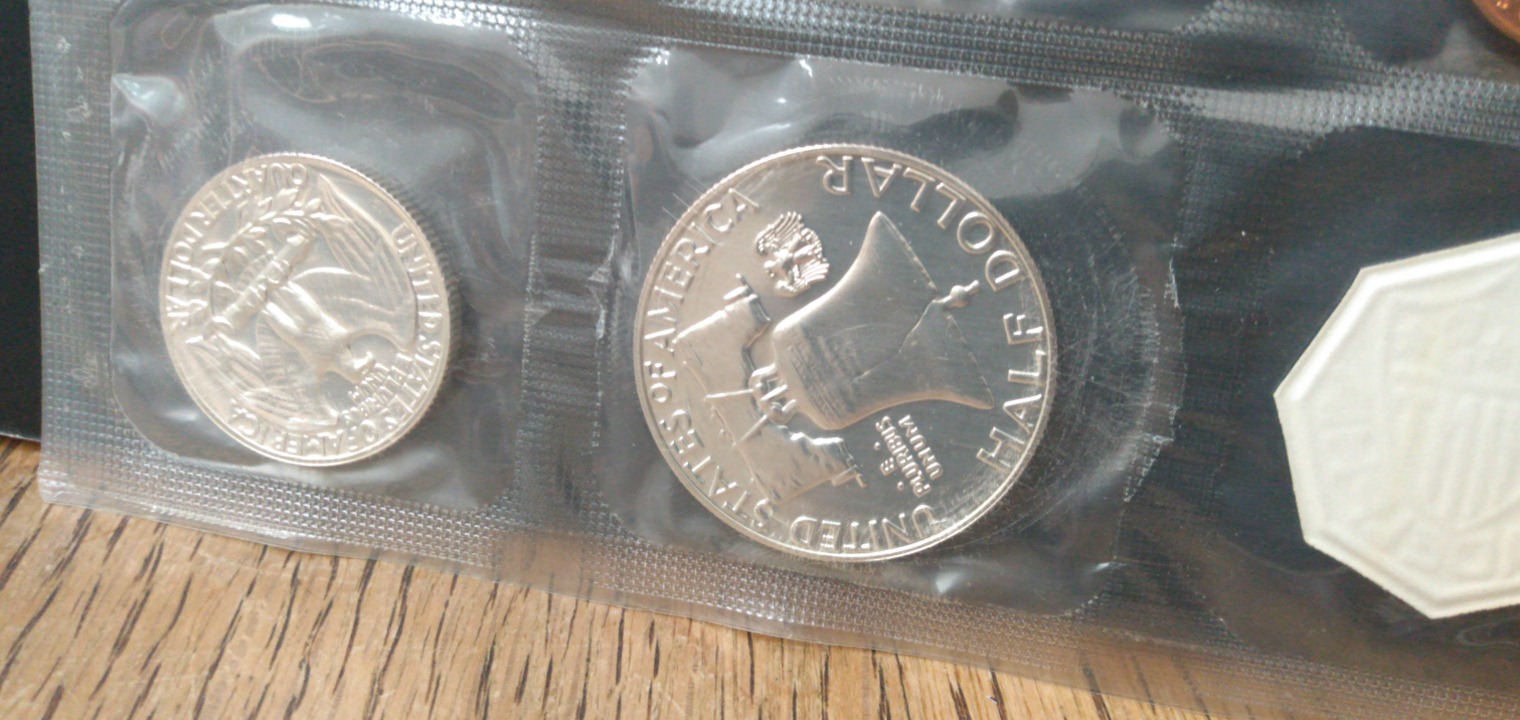 UNITED STATES OF AMERICA
E
PLURIBUS
UNUM
QUARTER DOLLAR
UNITED STATES OF AMERICA
E
PLURIBUS
UNUM
HALF DOLLAR